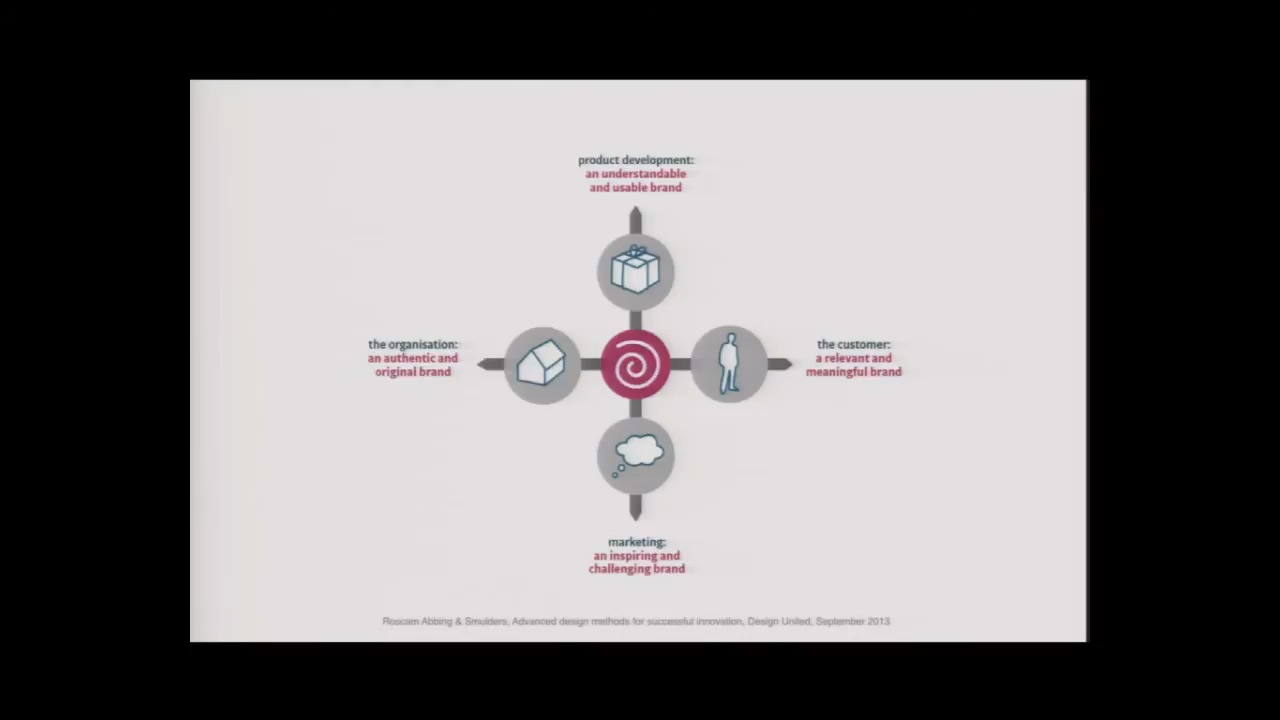 product development:
an understandable
and usable brand
the organisation:
an authentic and
original brand
the customer:
a relevant and
meaningful brand
marketing:
an inspiring and
challenging brand
Roscam Abbing & Smulders, Advanced design methods for successful innovation, Design United, September 2013